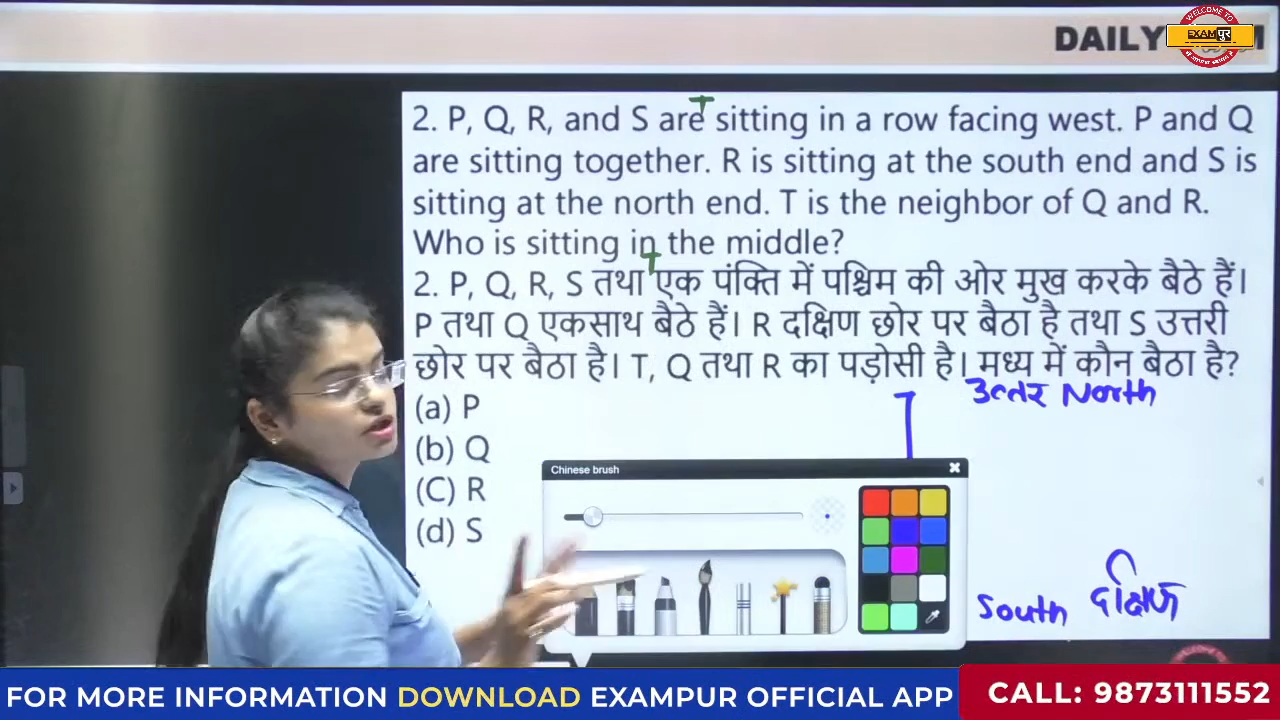 DAILY
WELCOME TO
EXAMपुर
T
2. P, Q, R, and S are sitting in a row facing west. P and Q
are sitting together. R is sitting at the south end and S is
sitting at the north end. T is the neighbor of Q and R.
Who is sitting in the middle?
T
2. P, Q, R, S तथा एक पंक्ति में पश्चिम की ओर मुख करके बैठे हैं।
P तथा Q एकसाथ बैठे हैं। R दक्षिण छोर पर बैठा है तथा S उत्तरी
छोर पर बैठा है। T, Q तथा R का पड़ोसी है। मध्य में कौन बैठा है?
उत्तर North
(a) P
(b) Q
(C) R
(d) S
Chinese brush
South
FOR MORE INFORMATION DOWNLOAD EXAMPUR OFFICIAL APP
CALL: 9873111552